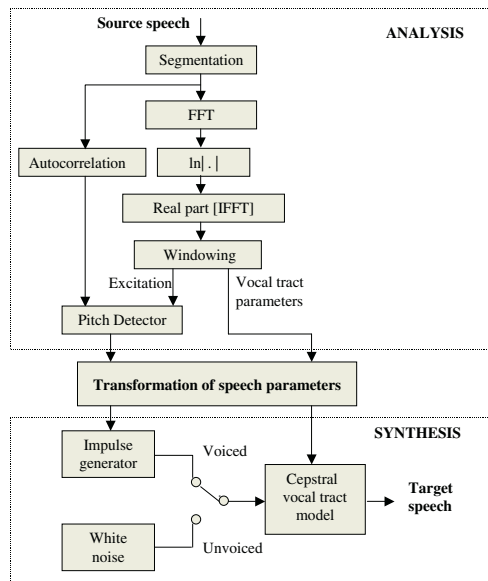 Source speech
ANALYSIS
Segmentation
FFT
Autocorrelation
ln| . |
Real part [IFFT]
Windowing
Excitation
Vocal tract
parameters
Pitch Detector
Transformation of speech parameters
SYNTHESIS
Impulse
generator
Voiced
Cepstral
vocal tract
model
Target
speech
White
noise
Unvoiced